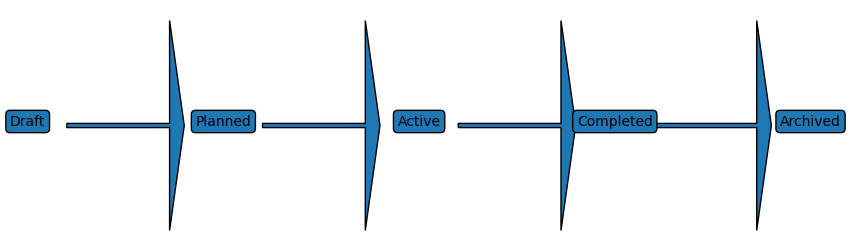 Draft
Planned
Active
Completed
Archived